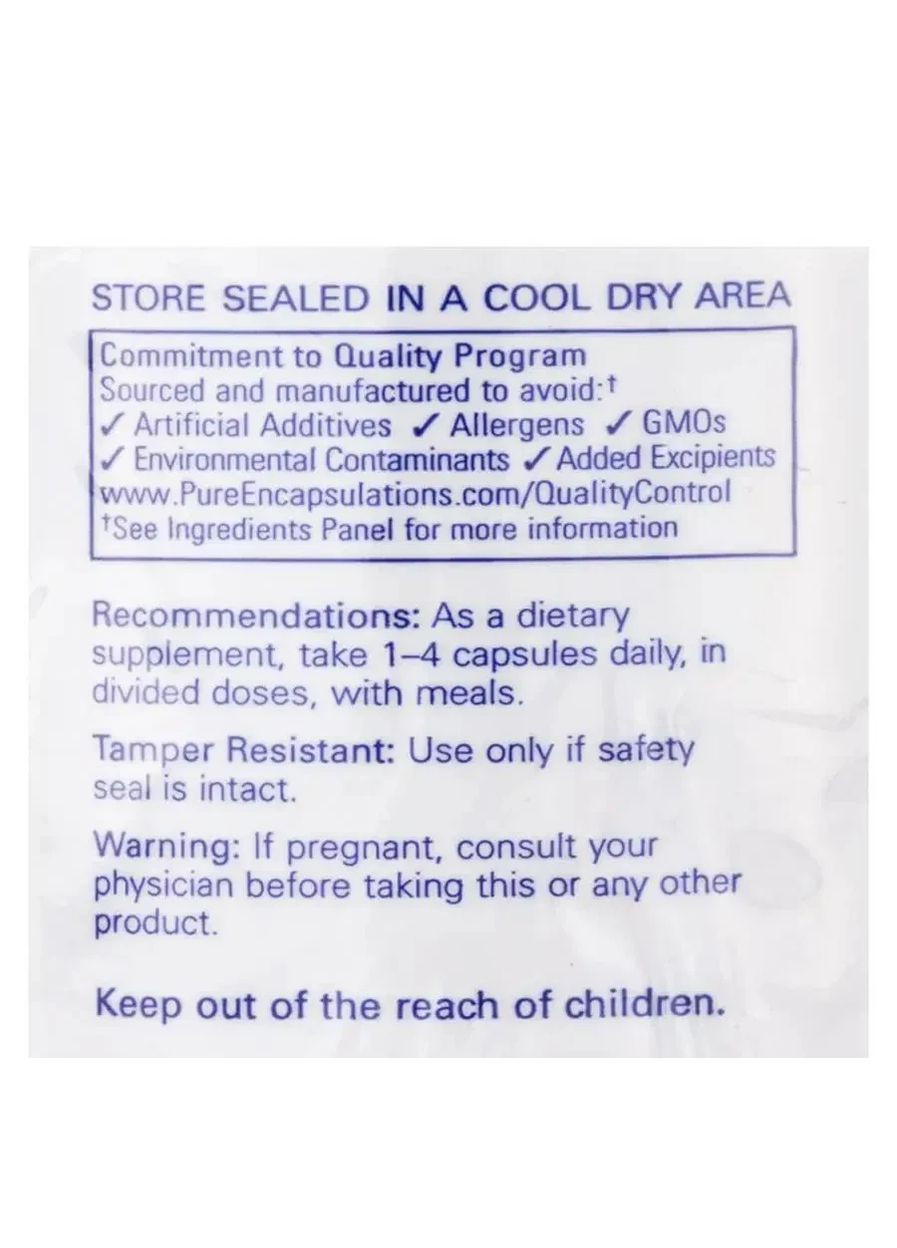 STORE SEALED IN A COOL DRY AREA
Commitment to Quality Program
Sourced and manufactured to avoid:†
✓ Artificial Additives ✓ Allergens ✓ GMOs
✓ Environmental Contaminants ✓ Added Excipients
www.PureEncapsulations.com/QualityControl
†See Ingredients Panel for more information
Recommendations: As a dietary
supplement, take 1–4 capsules daily, in
divided doses, with meals.
Tamper Resistant: Use only if safety
seal is intact.
Warning: If pregnant, consult your
physician before taking this or any other
product.
Keep out of the reach of children.